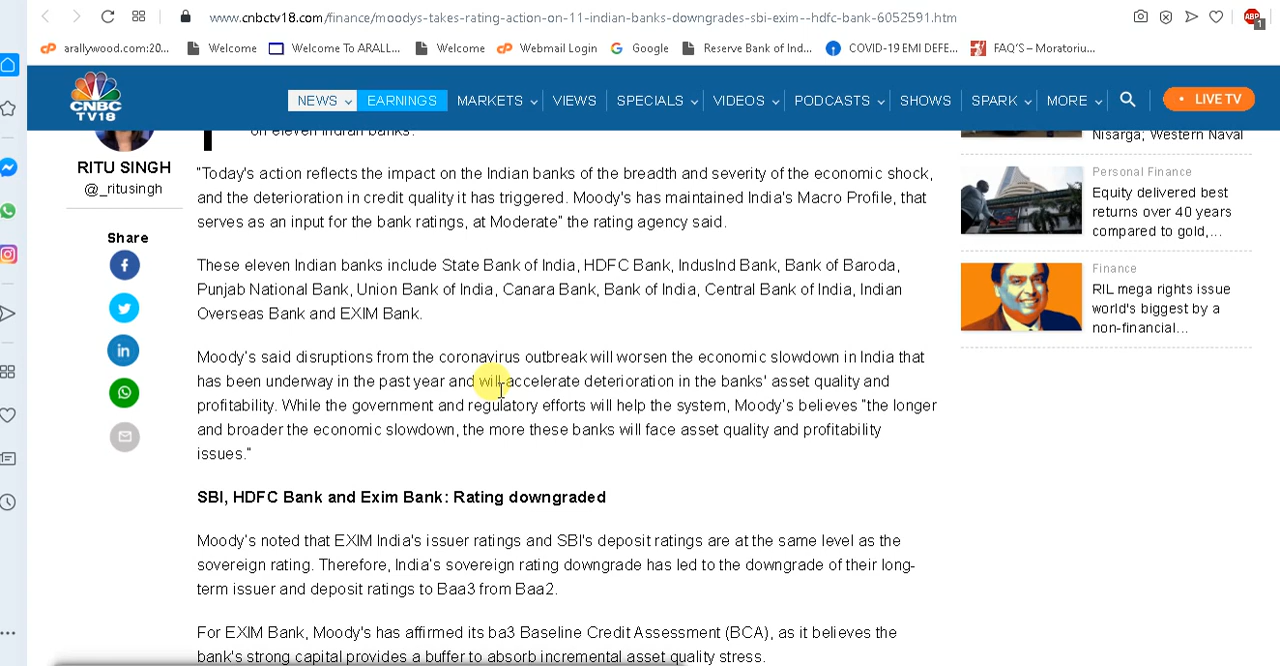 www.cnbctv18.com/finance/moodys-takes-rating-action-on-11-indian-banks-downgrades-sbi-exim--hdfc-bank-6052591.htm
ABP
1
arallywood.com:20...
Welcome
Welcome To ARALL...
Welcome
Webmail Login
Google
Reserve Bank of Ind...
COVID-19 EMI DEFE...
FAQ'S – Moratoriu...
CNBC
TV18
NEWS
EARNINGS
MARKETS
VIEWS
SPECIALS
VIDEOS
PODCASTS
SHOWS
SPARK
MORE
LIVE TV
on eleven Indian banks.
RITU SINGH
@_ritusingh
Share
"Today's action reflects the impact on the Indian banks of the breadth and severity of the economic shock,
and the deterioration in credit quality it has triggered. Moody's has maintained India's Macro Profile, that
serves as an input for the bank ratings, at Moderate" the rating agency said.
These eleven Indian banks include State Bank of India, HDFC Bank, IndusInd Bank, Bank of Baroda,
Punjab National Bank, Union Bank of India, Canara Bank, Bank of India, Central Bank of India, Indian
Overseas Bank and EXIM Bank.
Moody's said disruptions from the coronavirus outbreak will worsen the economic slowdown in India that
has been underway in the past year and will accelerate deterioration in the banks' asset quality and
profitability. While the government and regulatory efforts will help the system, Moody's believes "the longer
and broader the economic slowdown, the more these banks will face asset quality and profitability
issues."
SBI, HDFC Bank and Exim Bank: Rating downgraded
Moody's noted that EXIM India's issuer ratings and SBI's deposit ratings are at the same level as the
sovereign rating. Therefore, India's sovereign rating downgrade has led to the downgrade of their long-
term issuer and deposit ratings to Baa3 from Baa2.
For EXIM Bank, Moody's has affirmed its ba3 Baseline Credit Assessment (BCA), as it believes the
bank's strong capital provides a buffer to absorb incremental asset quality stress.
Nisarga; Western Naval
Personal Finance
Equity delivered best
returns over 40 years
compared to gold,...
Finance
RIL mega rights issue
world's biggest by a
non-financial...